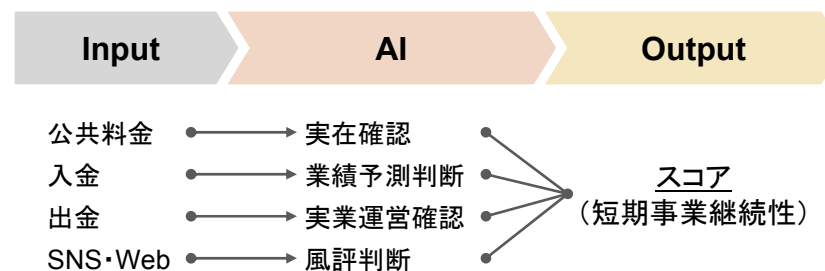 Input
AI
Output
公共料金
実在確認
入金
業績予測判断
出金
実業運営確認
SNS・Web
風評判断
スコア
（短期事業継続性）